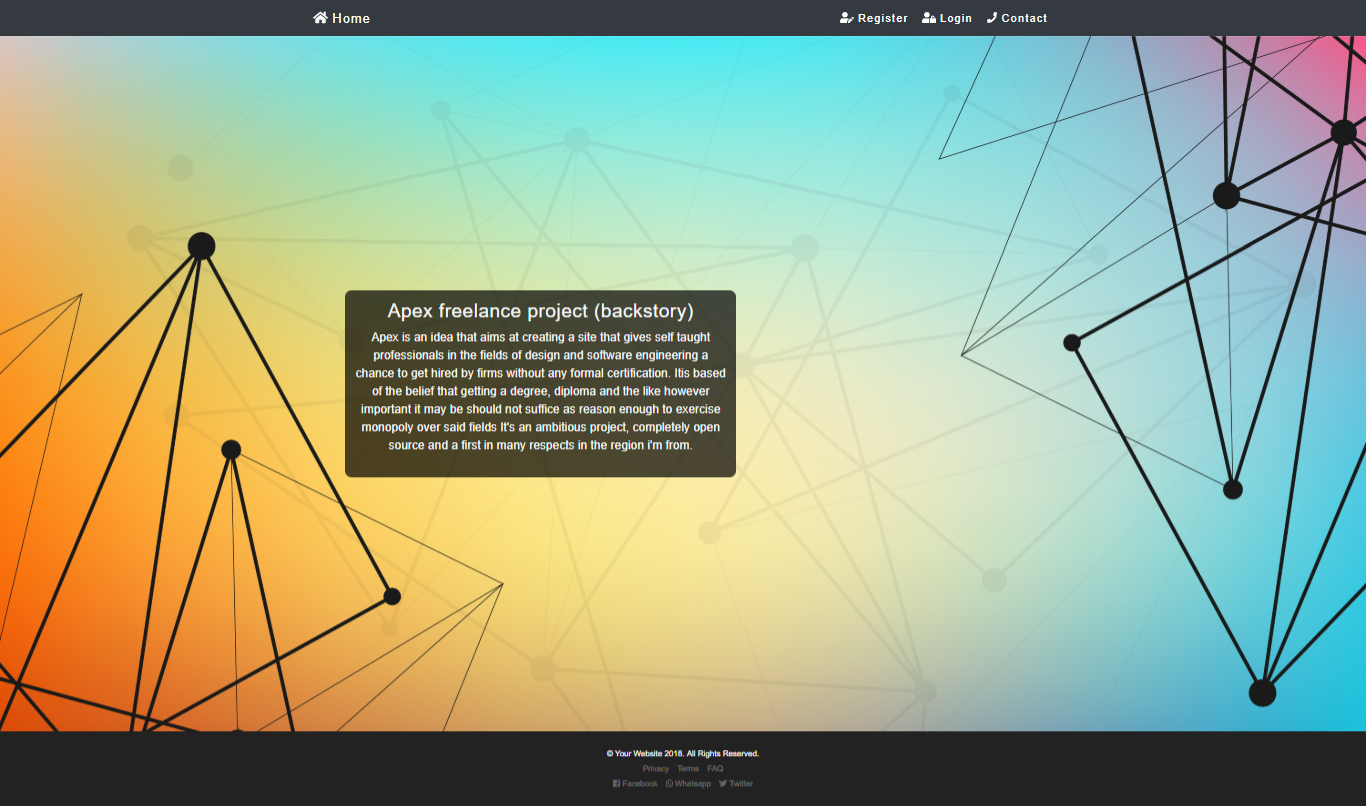 Home
Register Login Contact
Apex freelance project (backstory)
Apex is an idea that aims at creating a site that gives self taught
professionals in the fields of design and software engineering a
chance to get hired by firms without any formal certification. Itis based
of the belief that getting a degree, diploma and the like however
important it may be should not suffice as reason enough to exercise
monopoly over said fields It's an ambitious project, completely open
source and a first in many respects in the region i'm from.
© Your Website 2018. All Rights Reserved.
Privacy Terms FAQ
Facebook Whatsapp Twitter